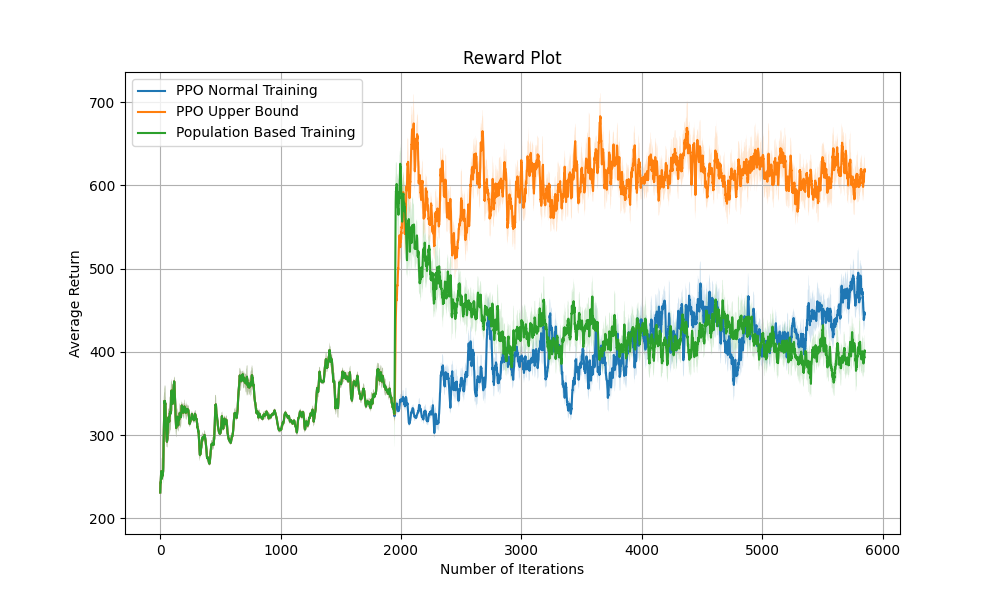 Reward Plot
PPO Normal Training
PPO Upper Bound
Population Based Training
Average Return
700
600
500
400
300
200
0 1000 2000 3000 4000 5000 6000
Number of Iterations